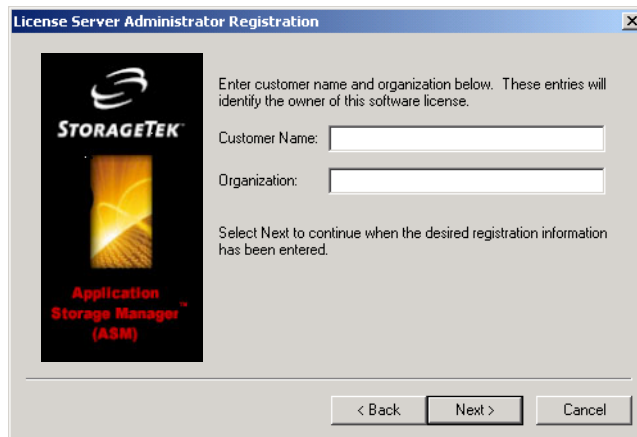 License Server Administrator Registration
STORAGETEK
Application
Storage Manager™
(ASM)
Enter customer name and organization below. These entries will
identify the owner of this software license.
Customer Name:
Organization:
Select Next to continue when the desired registration information
has been entered.
< Back
Next >
Cancel